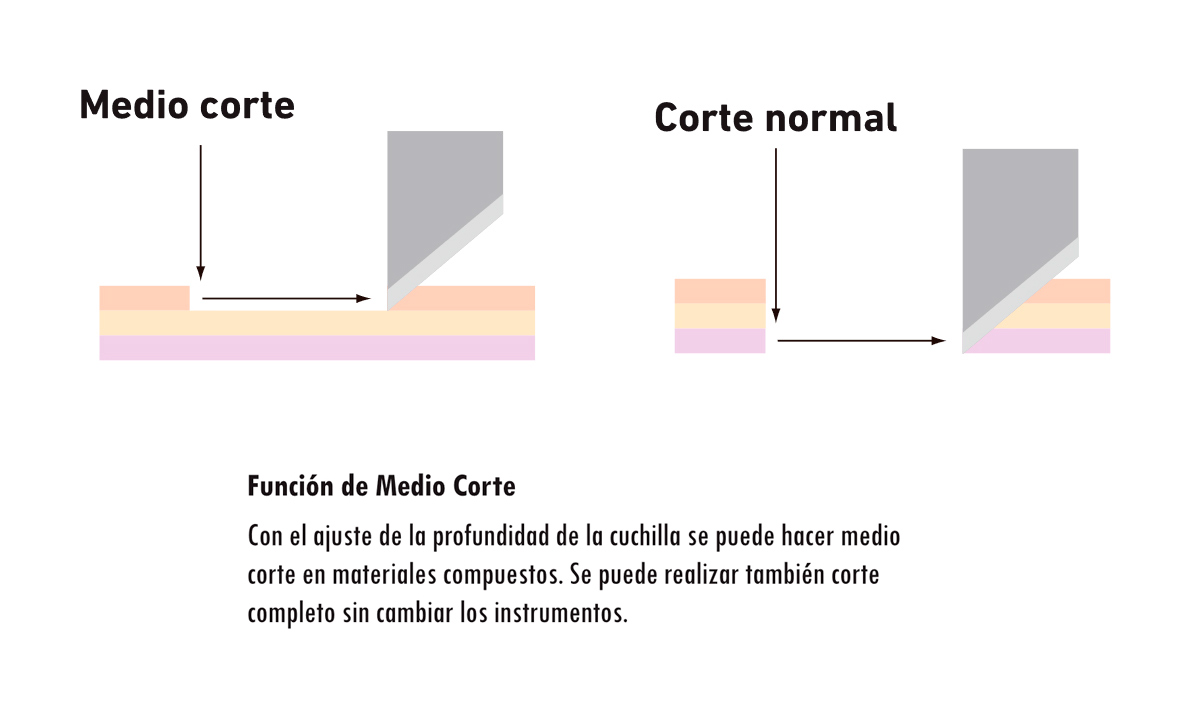 Medio corte
Corte normal
Función de Medio Corte
Con el ajuste de la profundidad de la cuchilla se puede hacer medio
corte en materiales compuestos. Se puede realizar también corte
completo sin cambiar los instrumentos.